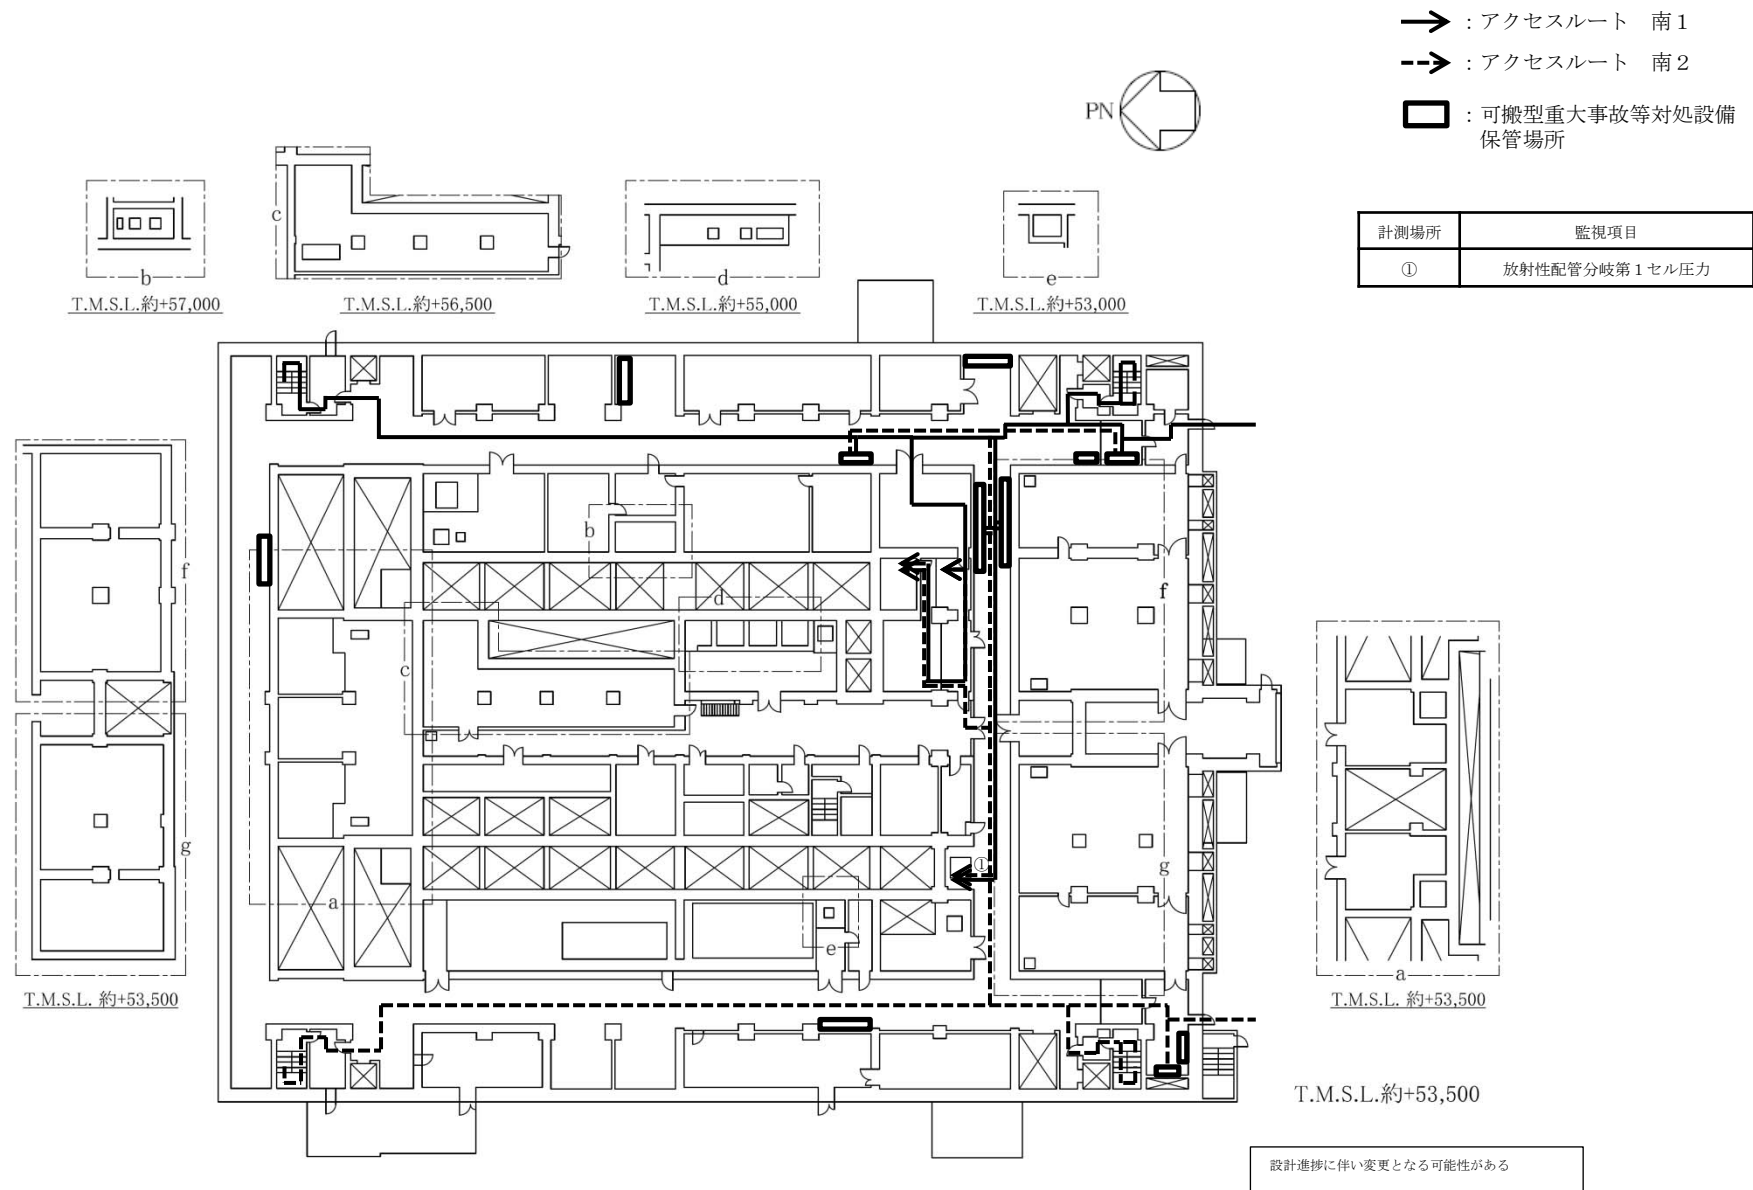 ：アクセスルート　南１
：アクセスルート　南２
：可搬型重大事故等対処設備
保管場所
PN
計測場所 監視項目
① 放射性配管分岐第１セル圧力
b
T.M.S.L.約+57,000
c
T.M.S.L.約+56,500
d
T.M.S.L.約+55,000
e
T.M.S.L.約+53,000
f
g
T.M.S.L. 約+53,500
b
d
c
a
e
①
f
g
a
T.M.S.L. 約+53,500
T.M.S.L.約+53,500
設計進捗に伴い変更となる可能性がある